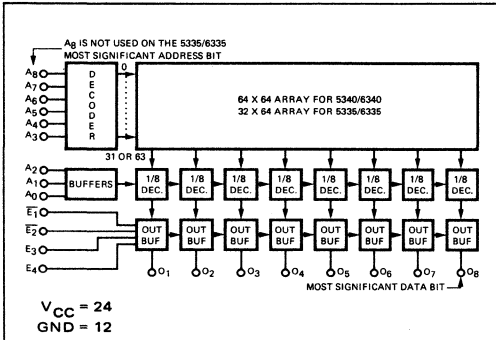 A8 IS NOT USED ON THE 5335/6335
MOST SIGNIFICANT ADDRESS BIT
0
A8
A7
A6
A5
A4
A3
DECODER
64 X 64 ARRAY FOR 5340/6340
32 X 64 ARRAY FOR 5335/6335
31 OR 63
A2
A1
A0
BUFFERS
1/8 DEC. 1/8 DEC. 1/8 DEC. 1/8 DEC. 1/8 DEC. 1/8 DEC. 1/8 DEC. 1/8 DEC.
E̅1
E̅2
E3
E4
OUT BUF OUT BUF OUT BUF OUT BUF OUT BUF OUT BUF OUT BUF OUT BUF
O1 O2 O3 O4 O5 O6 O7 O8
MOST SIGNIFICANT DATA BIT
VCC = 24
GND = 12